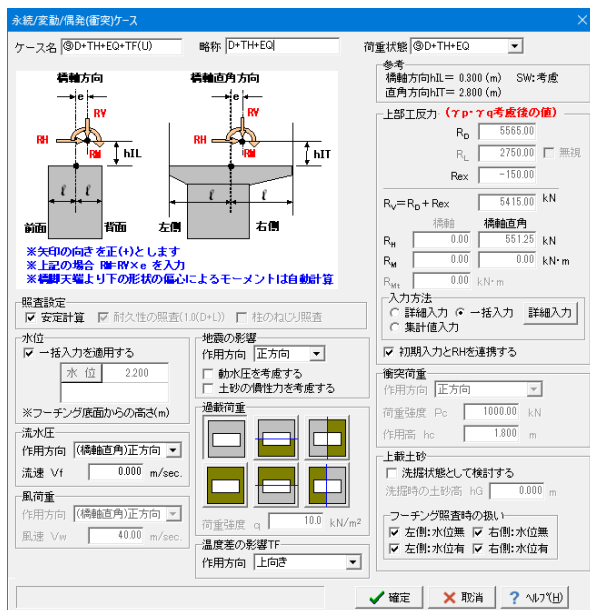 永続/変動/偶発(衝突)ケース
ケース名 ⑨D+TH+EQ+TF(U) 略称 D+TH+EQ 荷重状態 ⑨D+TH+EQ
橋軸方向 橋軸直角方向
e e
RV RV
RH RH
RM hIL RM hIT
ℓ ℓ ℓ ℓ
前面 背面 左側 右側
※矢印の向きを正(+)とします
※上記の場合 RM=RV×e を入力
※橋脚天端より下の形状の偏心によるモーメントは自動計算
参考
橋軸方向hIL= 0.300 (m) SW:考慮
直角方向hIT= 2.800 (m)
上部工反力 (γp・γq考慮後の値)
RD 5565.00
RL 2750.00 無視
Rex -150.00
RV=RD+Rex 5415.00 kN
橋軸 橋軸直角
RH 0.00 551.25 kN
RM 0.00 0.00 kN・m
RMt 0.00 kN・m
入力方法
詳細入力 一括入力 詳細入力
集計値入力
初期入力とRHを連携する
照査設定
安定計算 耐久性の照査(1.0(D+L)) 柱のねじり照査
水位
一括入力を適用する
水 位 2.200
※フーチング底面からの高さ(m)
流水圧
作用方向 (橋軸直角)正方向
流速 Vf 0.000 m/sec.
風荷重
作用方向 (橋軸直角)正方向
風速 Vw 40.00 m/sec.
地震の影響
作用方向 正方向
動水圧を考慮する
土砂の慣性力を考慮する
過載荷重
荷重強度 q 10.0 kN/m²
温度差の影響TF
作用方向 上向き
衝突荷重
作用方向 正方向
荷重強度 Pc 1000.00 kN
作用高 hc 1.800 m
上載土砂
洗掘状態として検討する
洗掘時の土砂高 hG 0.000 m
フーチング照査時の扱い
左側:水位無 右側:水位無
左側:水位有 右側:水位有
確定 取消 ? ヘルプ(H)